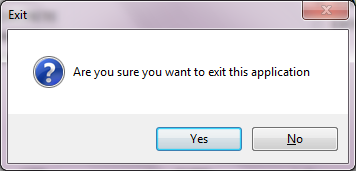 Exit
Are you sure you want to exit this application
Yes
No